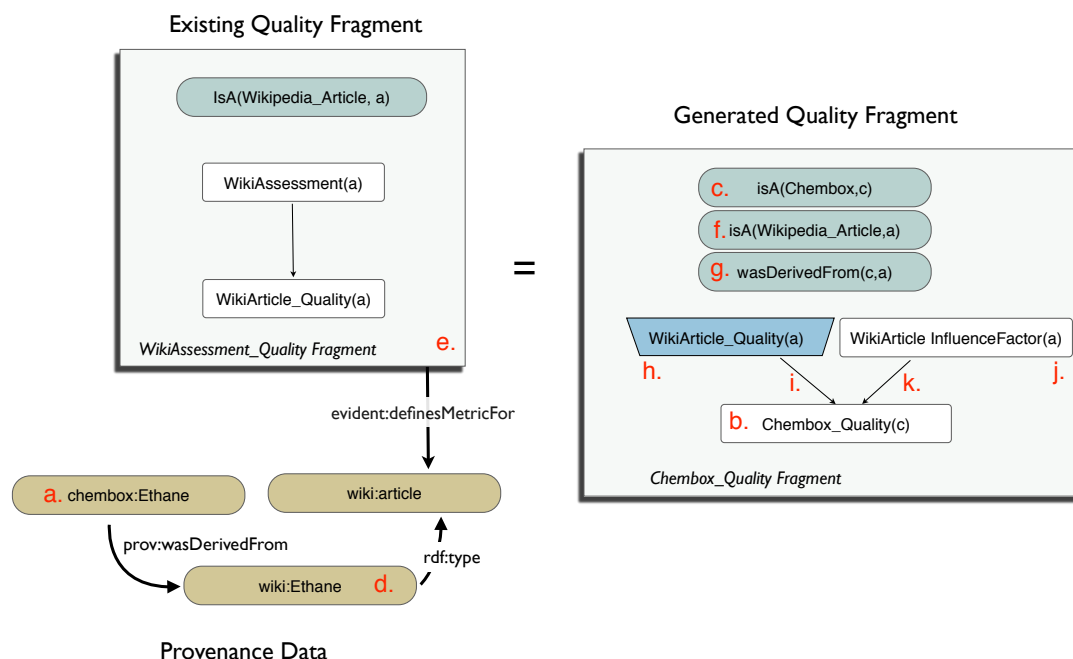 Existing Quality Fragment
IsA(Wikipedia_Article, a)
WikiAssessment(a)
WikiArticle_Quality(a)
WikiAssessment_Quality Fragment
e.
evident:definesMetricFor
a. chembox:Ethane
wiki:article
prov:wasDerivedFrom
rdf:type
wiki:Ethane d.
Provenance Data
=
Generated Quality Fragment
c. isA(Chembox,c)
f. isA(Wikipedia_Article,a)
g. wasDerivedFrom(c,a)
WikiArticle_Quality(a)
WikiArticle InfluenceFactor(a)
h.
i.
k.
j.
b. Chembox_Quality(c)
Chembox_Quality Fragment